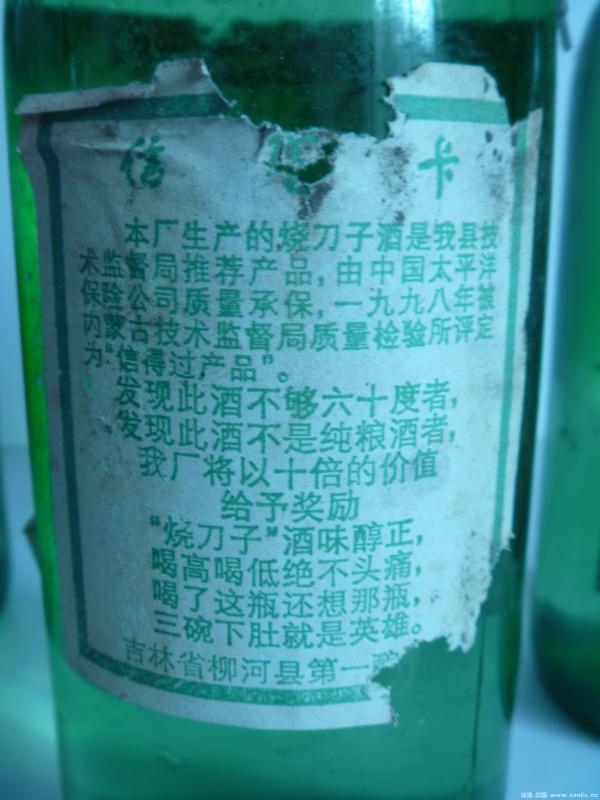 信 卡
本厂生产的烧刀子酒是我县技
术监督局推荐产品,由中国太平洋
保险公司质量承保,一九九八年被
内蒙古技术监督局质量检验所评定
为“信得过产品”。
发现此酒不够六十度者,
发现此酒不是纯粮酒者,
我厂将以十倍的价值
给予奖励
“烧刀子”酒味醇正,
喝高喝低绝不头痛,
喝了这瓶还想那瓶,
三碗下肚就是英雄。
吉林省柳河县第一
www.taojiu.cc